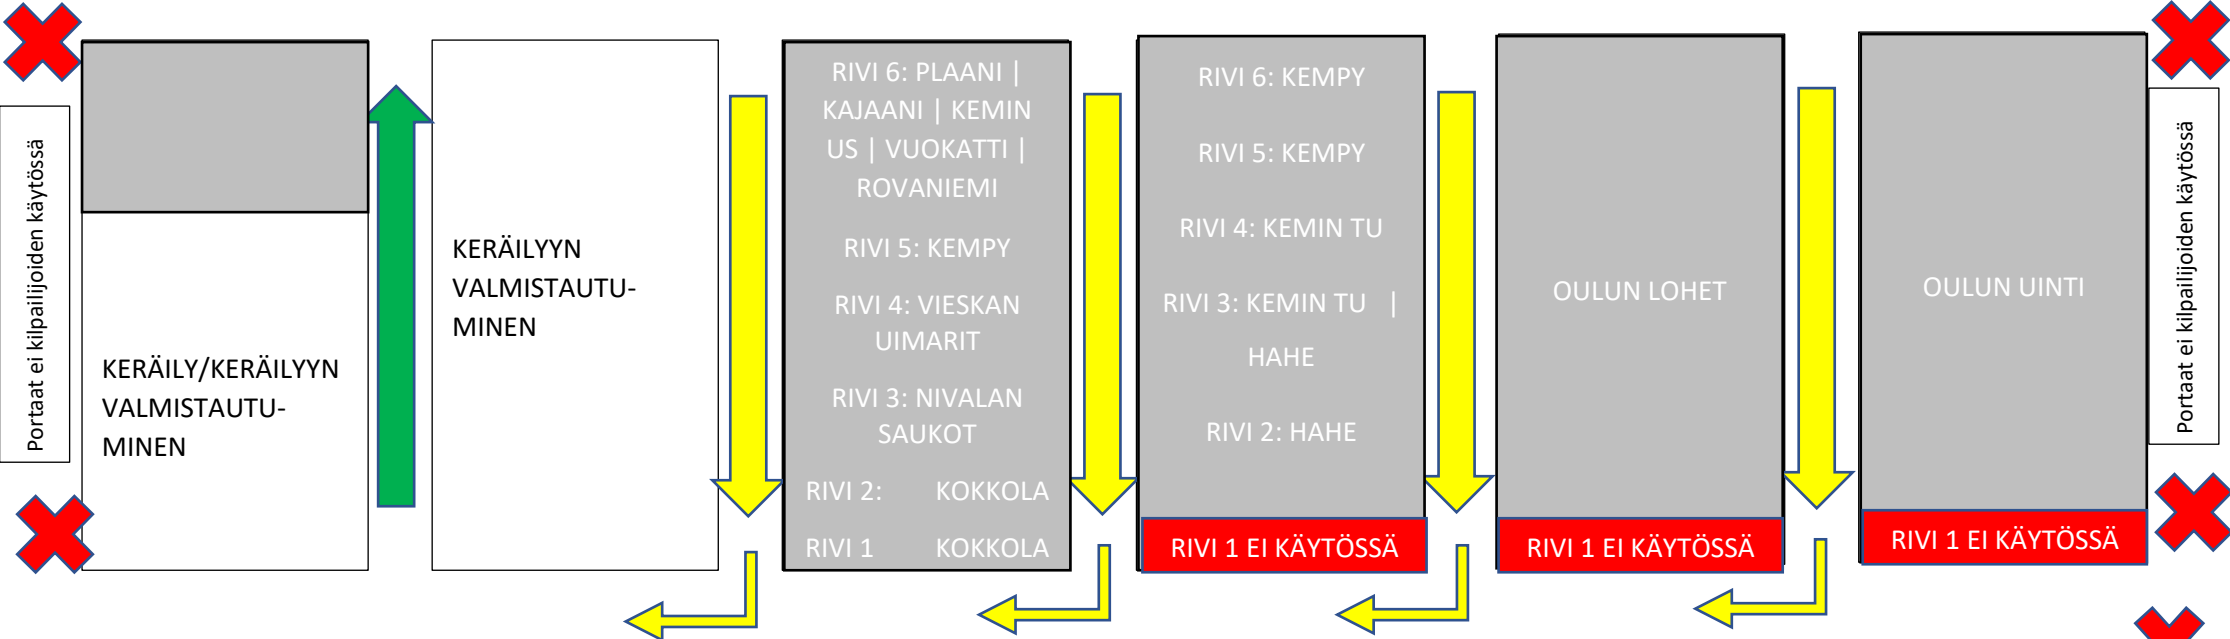 Portaat ei kilpailijoiden käytössä
KERÄILY/KERÄILYYN
VALMISTAUTU-
MINEN
KERÄILYYN
VALMISTAUTU-
MINEN
RIVI 6: PLAANI |
KAJAANI | KEMIN
US | VUOKATTI |
ROVANIEMI
RIVI 5: KEMPY
RIVI 4: VIESKAN
UIMARIT
RIVI 3: NIVALAN
SAUKOT
RIVI 2: KOKKOLA
RIVI 1 KOKKOLA
RIVI 6: KEMPY
RIVI 5: KEMPY
RIVI 4: KEMIN TU
RIVI 3: KEMIN TU |
HAHE
RIVI 2: HAHE
RIVI 1 EI KÄYTÖSSÄ
OULUN LOHET
RIVI 1 EI KÄYTÖSSÄ
OULUN UINTI
RIVI 1 EI KÄYTÖSSÄ
Portaat ei kilpailijoiden käytössä